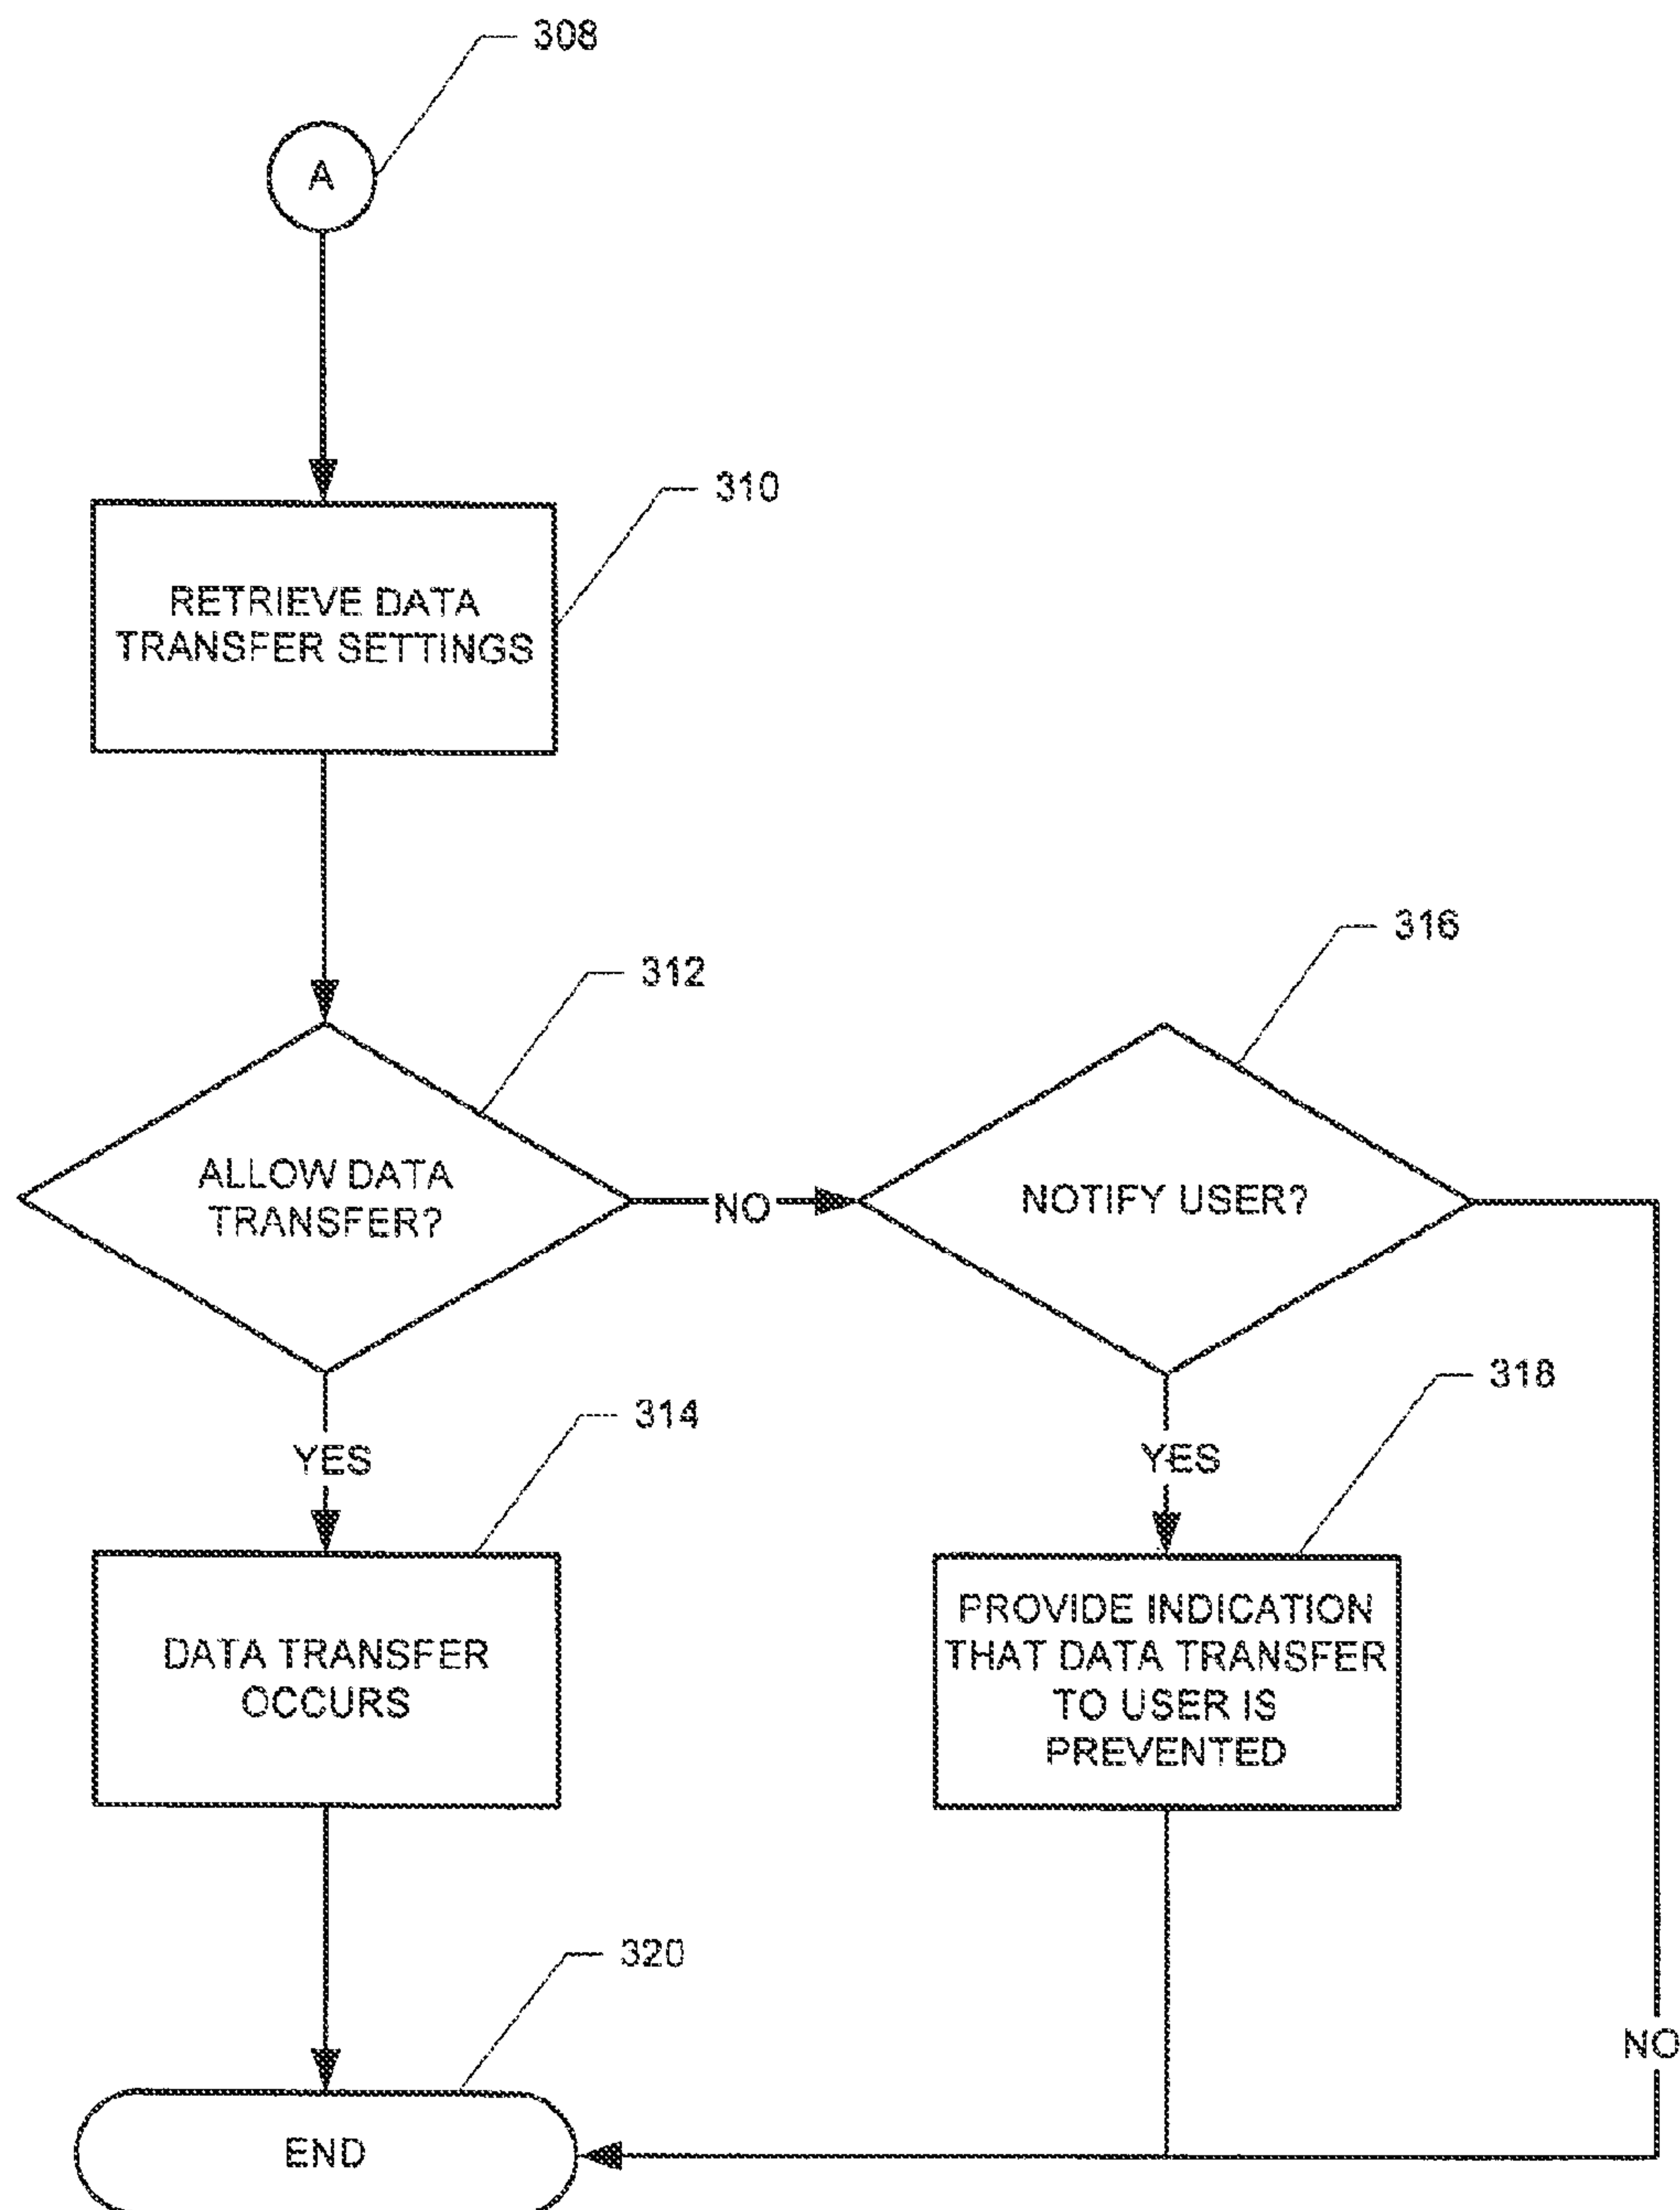 308
A
310
RETRIEVE DATA
TRANSFER SETTINGS
312
316
ALLOW DATA
TRANSFER?
NO
NOTIFY USER?
314
318
YES
YES
DATA TRANSFER
OCCURS
PROVIDE INDICATION
THAT DATA TRANSFER
TO USER IS
PREVENTED
320
NO
END